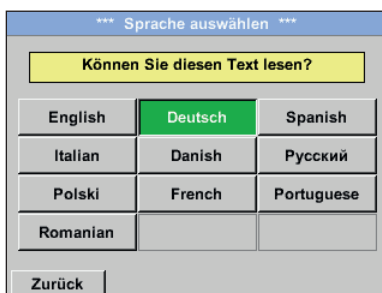 *** Sprache auswählen ***
Können Sie diesen Text lesen?
English Deutsch Spanish
Italian Danish Русский
Polski French Portuguese
Romanian
Zurück